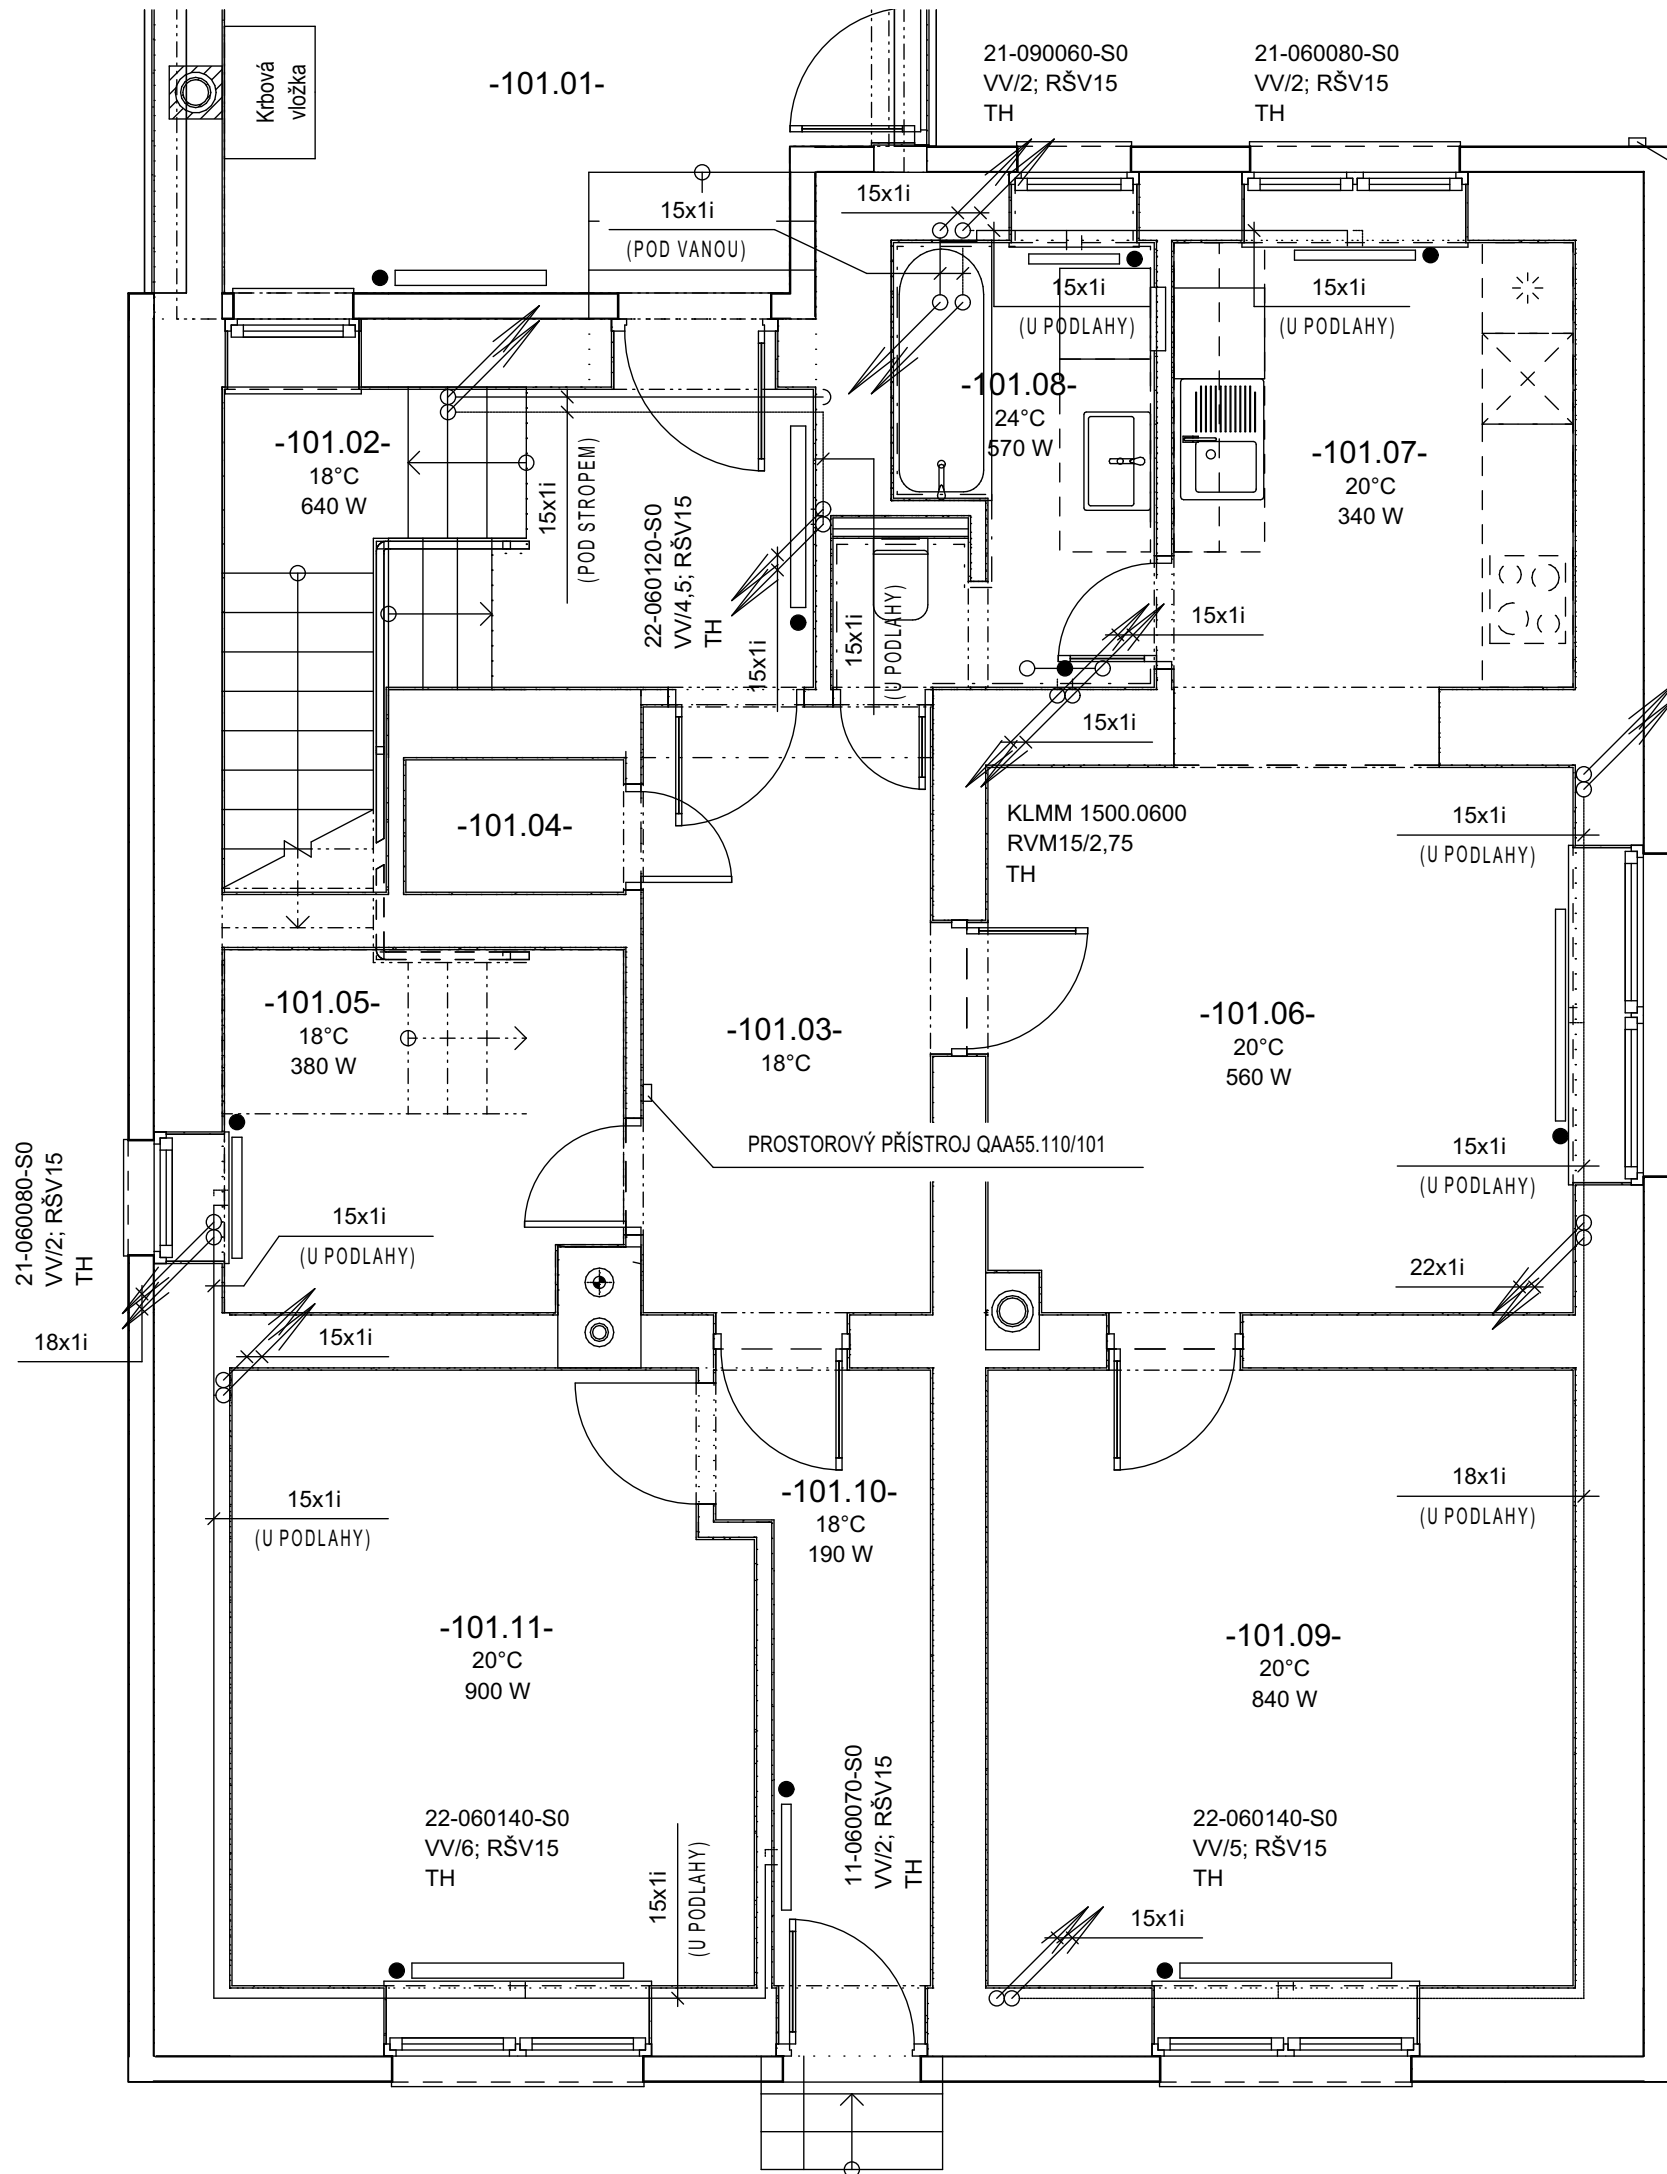 Krbová
vložka
-101.01-
21-090060-S0
VV/2; RŠV15
TH
21-060080-S0
VV/2; RŠV15
TH
15x1i
(POD VANOU)
15x1i
15x1i
(U PODLAHY)
15x1i
(U PODLAHY)
-101.02-
18°C
640 W
15x1i
(POD STROPEM)
22-060120-S0
VV/4,5; RŠV15
TH
15x1i
15x1i
(U PODLAHY)
-101.08-
24°C
570 W
-101.07-
20°C
340 W
15x1i
15x1i
-101.04-
KLMM 1500.0600
RVM15/2,75
TH
15x1i
(U PODLAHY)
-101.05-
18°C
380 W
-101.03-
18°C
-101.06-
20°C
560 W
PROSTOROVÝ PŘÍSTROJ QAA55.110/101
15x1i
(U PODLAHY)
21-060080-S0
VV/2; RŠV15
TH
15x1i
(U PODLAHY)
22x1i
18x1i
15x1i
15x1i
(U PODLAHY)
-101.10-
18°C
190 W
18x1i
(U PODLAHY)
-101.11-
20°C
900 W
-101.09-
20°C
840 W
22-060140-S0
VV/6; RŠV15
TH
15x1i
(U PODLAHY)
11-060070-S0
VV/2; RŠV15
TH
22-060140-S0
VV/5; RŠV15
TH
15x1i